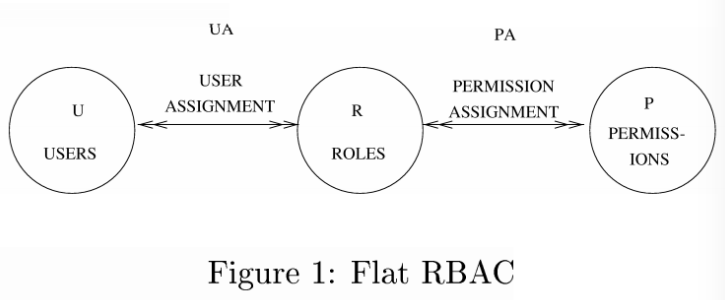 UA
PA
USER
ASSIGNMENT
PERMISSION
ASSIGNMENT
U
USERS
R
ROLES
P
PERMISS-
IONS
Figure 1: Flat RBAC